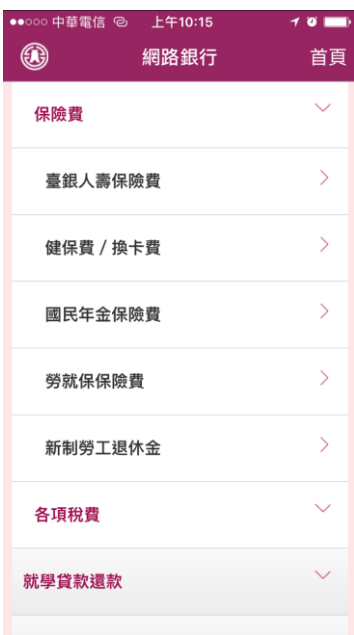 中華電信 上午10:15
網路銀行 首頁
保險費
臺銀人壽保險費
健保費 / 換卡費
國民年金保險費
勞就保保險費
新制勞工退休金
各項稅費
就學貸款還款